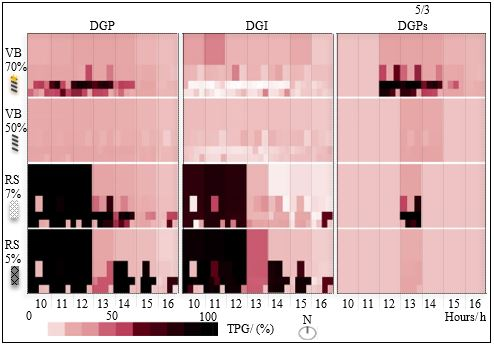 5/3
DGP DGI DGPs
VB
70%
VB
50%
RS
7%
RS
5%
10 11 12 13 14 15 16 10 11 12 13 14 15 16 10 11 12 13 14 15 16
Hours/h
0 50 100 TPG/ (%) N